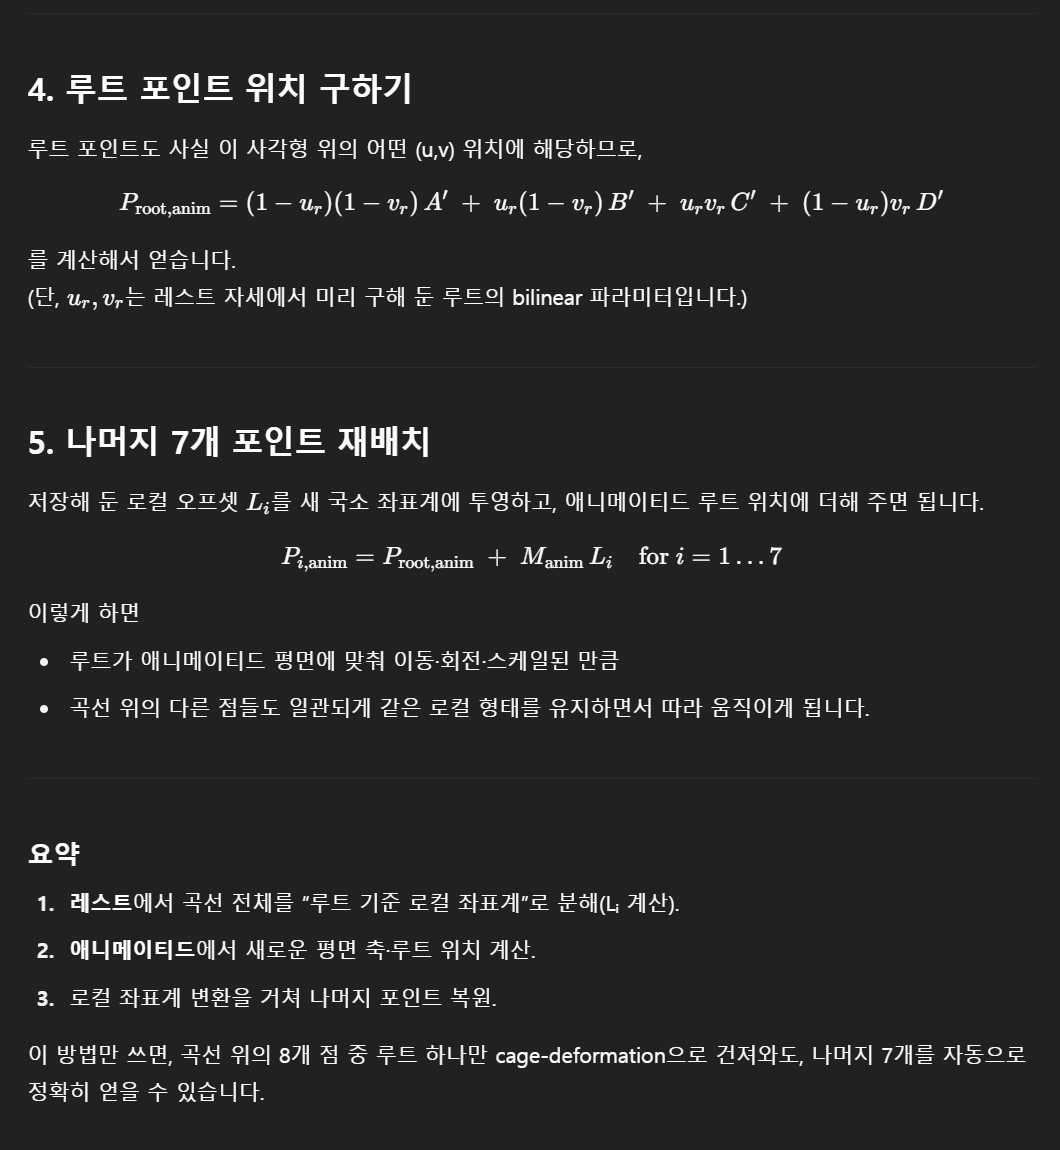 4. 루트 포인트 위치 구하기
루트 포인트도 사실 이 사각형 위의 어떤 (u,v) 위치에 해당하므로,
P_root,anim = (1 − u_r)(1 − v_r) A′ + u_r(1 − v_r) B′ + u_r v_r C′ + (1 − u_r)v_r D′
를 계산해서 얻습니다.
(단, u_r, v_r는 레스트 자세에서 미리 구해 둔 루트의 bilinear 파라미터입니다.)
5. 나머지 7개 포인트 재배치
저장해 둔 로컬 오프셋 L_i를 새 국소 좌표계에 투영하고, 애니메이티드 루트 위치에 더해 주면 됩니다.
P_i,anim = P_root,anim + M_anim L_i for i = 1 … 7
이렇게 하면
• 루트가 애니메이티드 평면에 맞춰 이동·회전·스케일된 만큼
• 곡선 위의 다른 점들도 일관되게 같은 로컬 형태를 유지하면서 따라 움직이게 됩니다.
요약
1. 레스트에서 곡선 전체를 “루트 기준 로컬 좌표계”로 분해(Lᵢ 계산).
2. 애니메이티드에서 새로운 평면 축·루트 위치 계산.
3. 로컬 좌표계 변환을 거쳐 나머지 포인트 복원.
이 방법만 쓰면, 곡선 위의 8개 점 중 루트 하나만 cage-deformation으로 건져와도, 나머지 7개를 자동으로
정확히 얻을 수 있습니다.